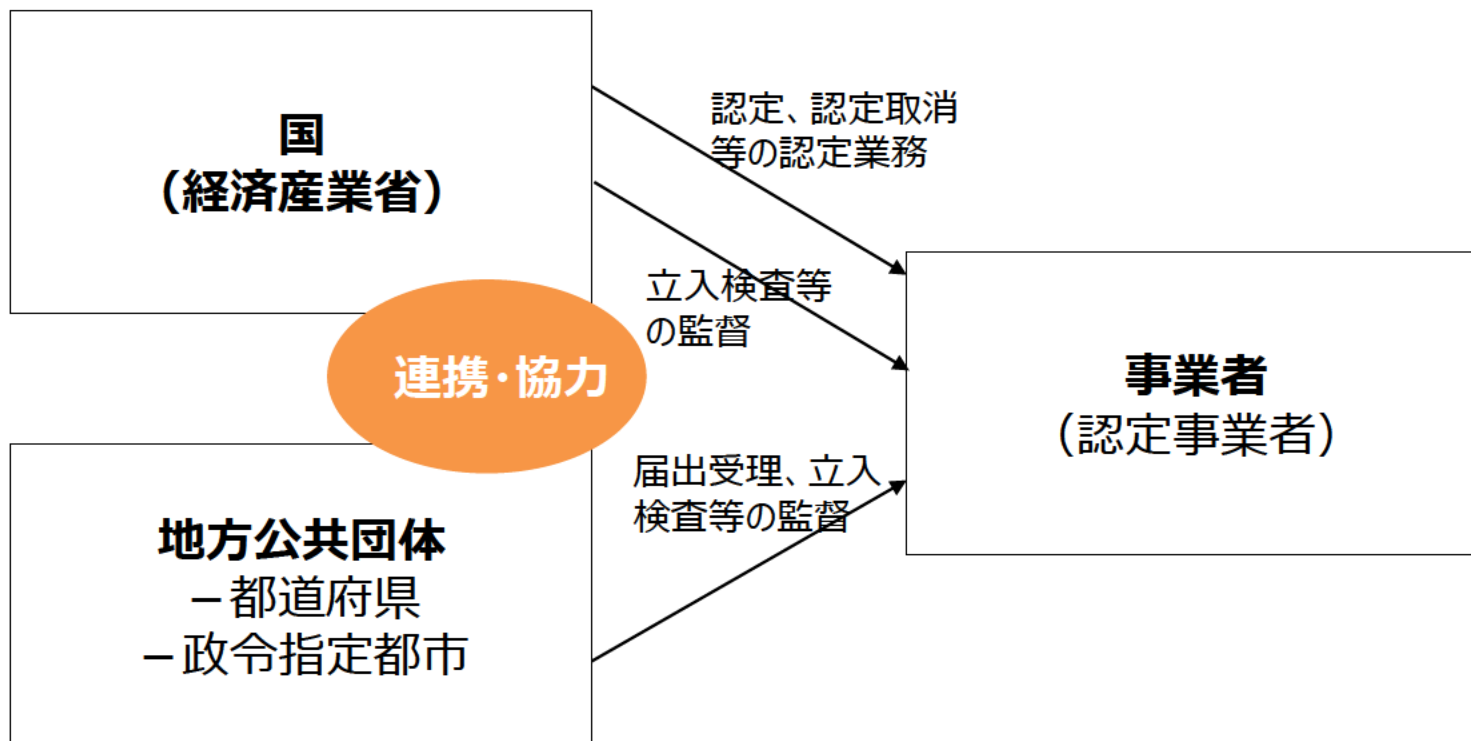 国
（経済産業省）
認定、認定取消
等の認定業務
立入検査等
の監督
連携・協力
事業者
（認定事業者）
届出受理、立入
検査等の監督
地方公共団体
－都道府県
－政令指定都市